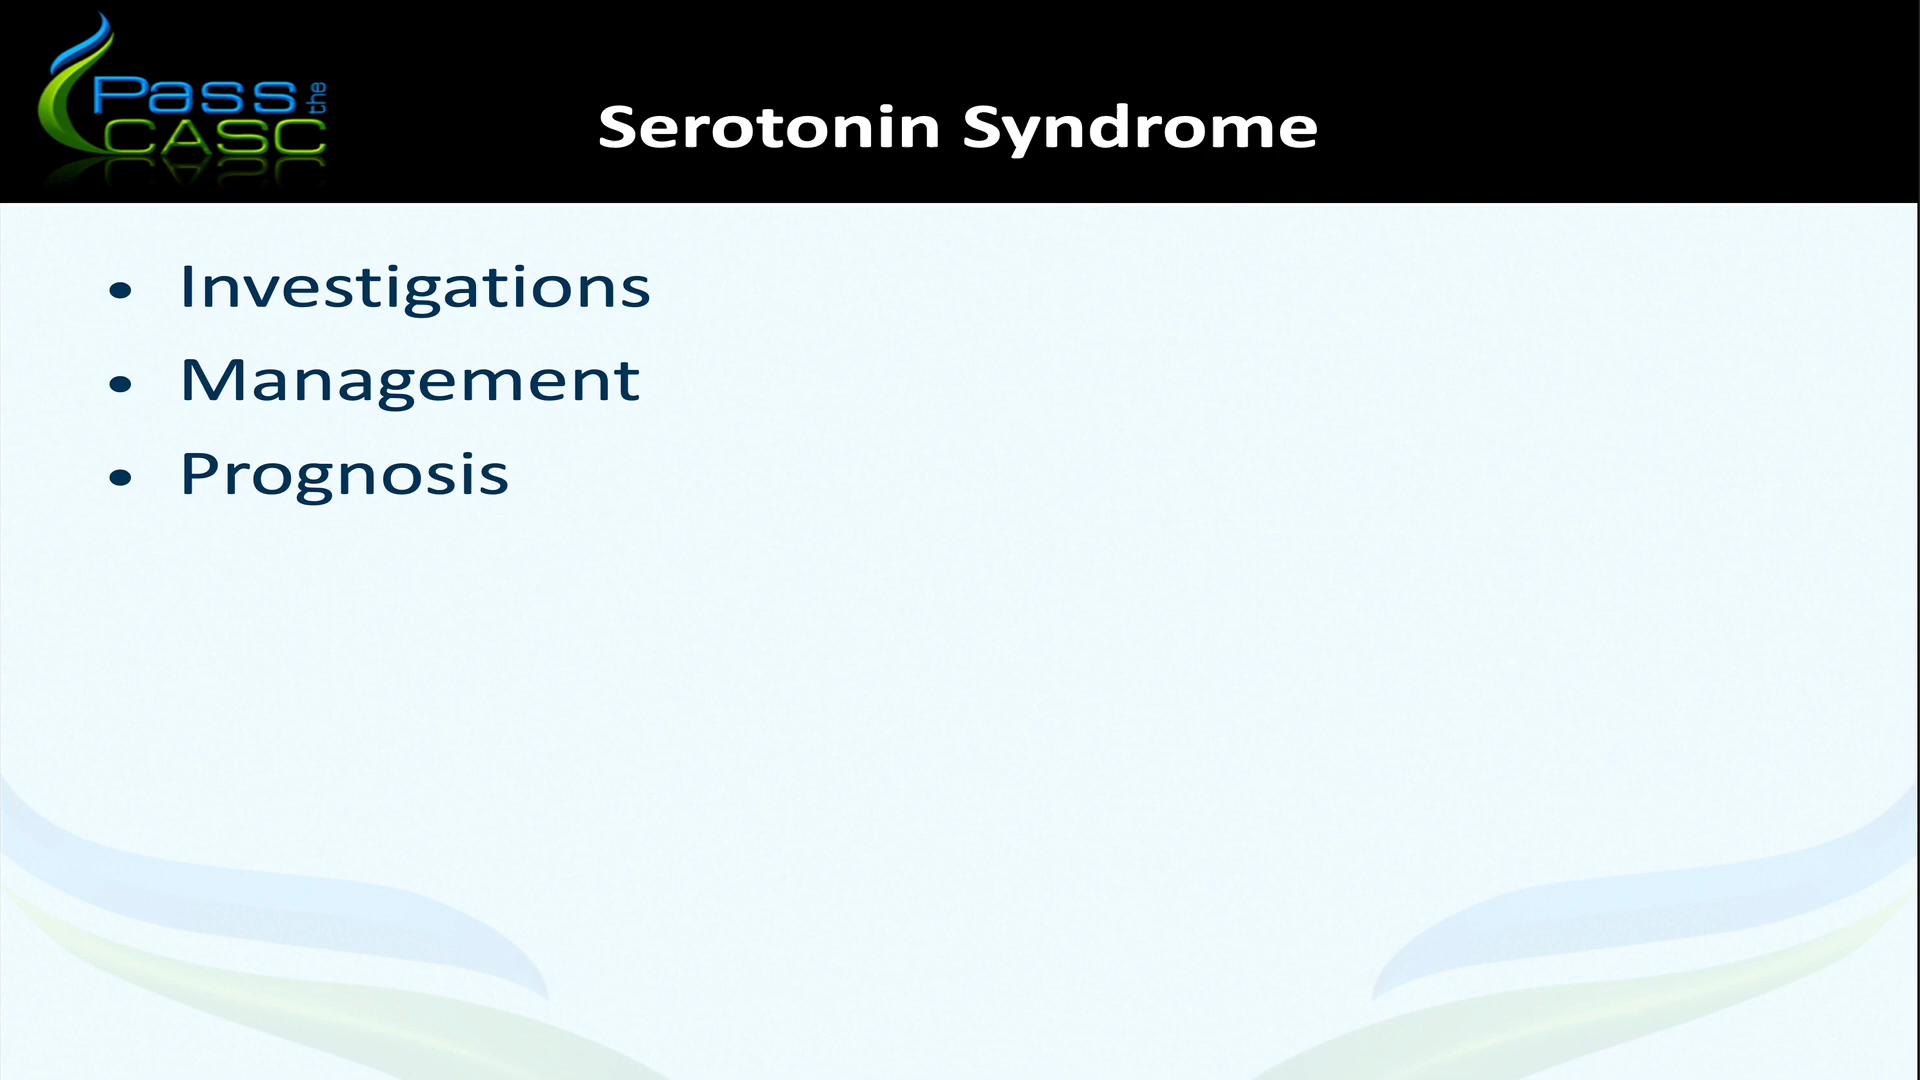 Pass the
CASC
Serotonin Syndrome
• Investigations
• Management
• Prognosis